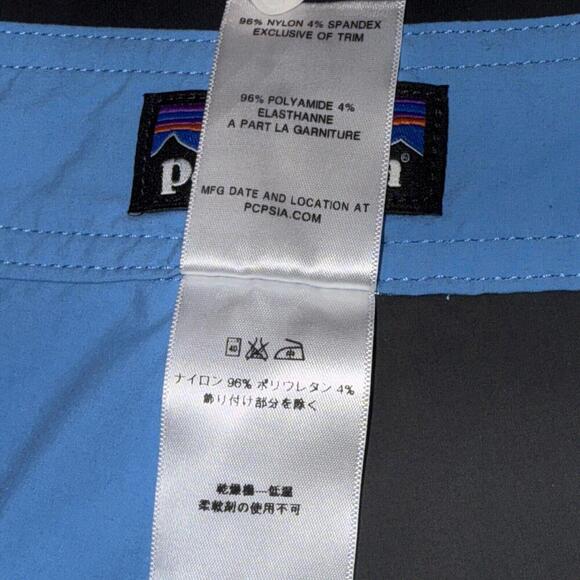 96% NYLON 4% SPANDEX
EXCLUSIVE OF TRIM
96% POLYAMIDE 4%
ELASTHANNE
A PART LA GARNITURE
p
a®
MFG DATE AND LOCATION AT
PCPSIA.COM
40 中
ナイロン 96% ポリウレタン 4%
飾り付け部分を除く
乾燥機---低温
柔軟剤の使用不可